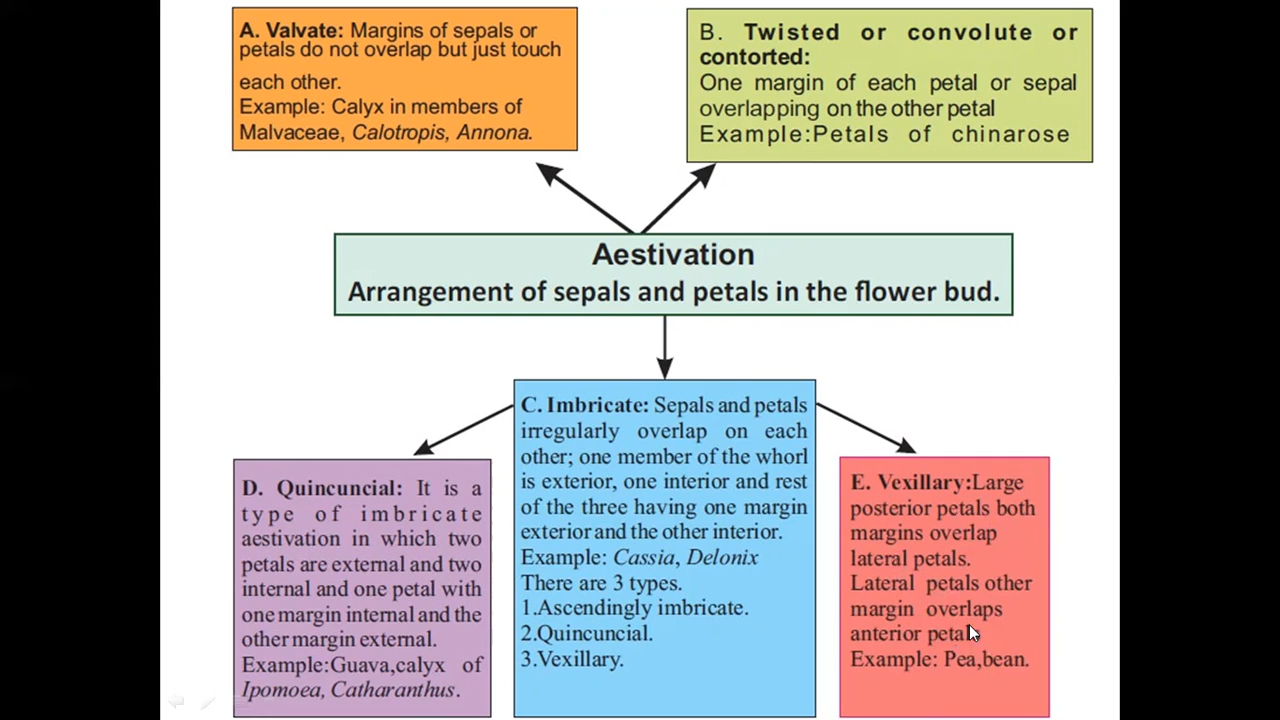 A. Valvate: Margins of sepals or
petals do not overlap but just touch
each other.
Example: Calyx in members of
Malvaceae, Calotropis, Annona.
B. Twisted or convolute or
contorted:
One margin of each petal or sepal
overlapping on the other petal
Example:Petals of chinarose
Aestivation
Arrangement of sepals and petals in the flower bud.
C. Imbricate: Sepals and petals
irregularly overlap on each
other; one member of the whorl
is exterior, one interior and rest
of the three having one margin
exterior and the other interior.
Example: Cassia, Delonix
There are 3 types.
1.Ascendingly imbricate.
2.Quincuncial.
3.Vexillary.
D. Quincuncial: It is a
type of imbricate
aestivation in which two
petals are external and two
internal and one petal with
one margin internal and the
other margin external.
Example:Guava,calyx of
Ipomoea, Catharanthus.
E. Vexillary:Large
posterior petals both
margins overlap
lateral petals.
Lateral petals other
margin overlaps
anterior petals
Example: Pea,bean.